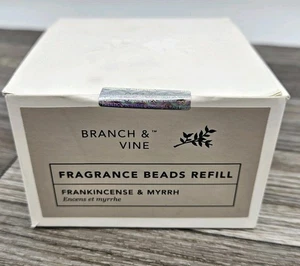 BRANCH &™
VINE
FRAGRANCE BEADS REFILL
FRANKINCENSE & MYRRH
Encens et myrrhe